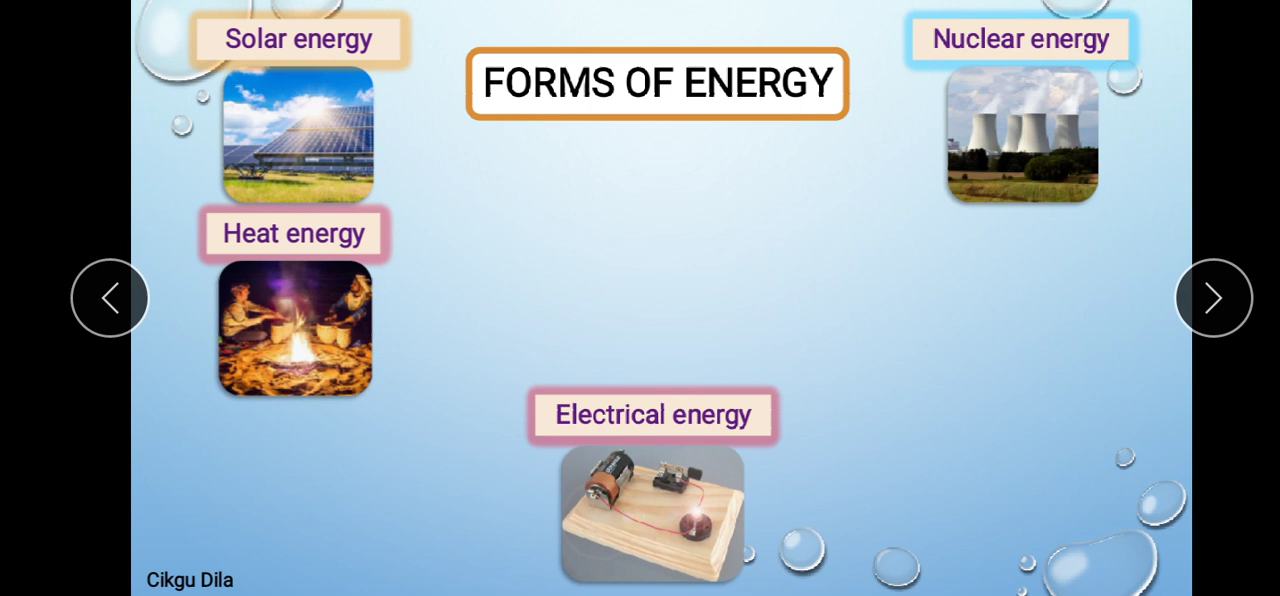 Solar energy
Nuclear energy
FORMS OF ENERGY
Heat energy
Electrical energy
Cikgu Dila